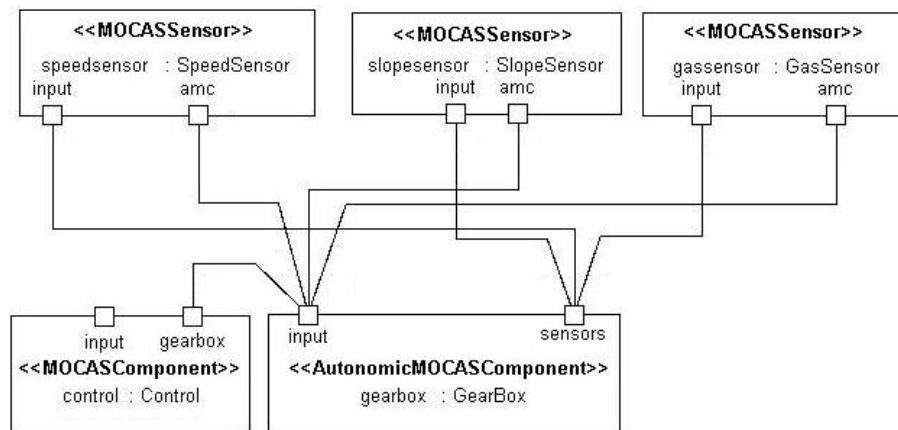 <<MOCASSensor>>
speedsensor : SpeedSensor
input amc
<<MOCASSensor>>
slopesensor : SlopeSensor
input amc
<<MOCASSensor>>
gassensor : GasSensor
input amc
input gearbox
<<MOCASComponent>>
control : Control
input sensors
<<AutonomicMOCASComponent>>
gearbox : GearBox